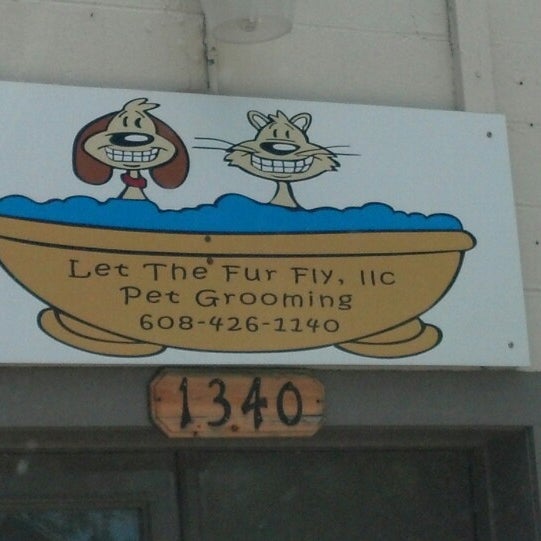 Let The Fur Fly, llc
Pet Grooming
608-426-1140
1340